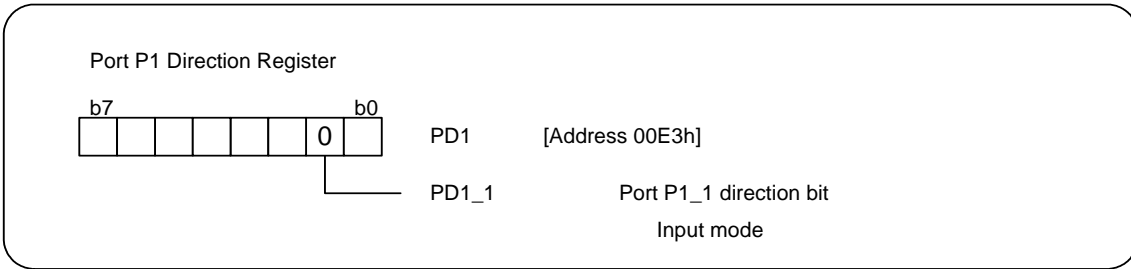 Port P1 Direction Register
b7 b0
0 PD1 [Address 00E3h]
PD1_1 Port P1_1 direction bit
Input mode